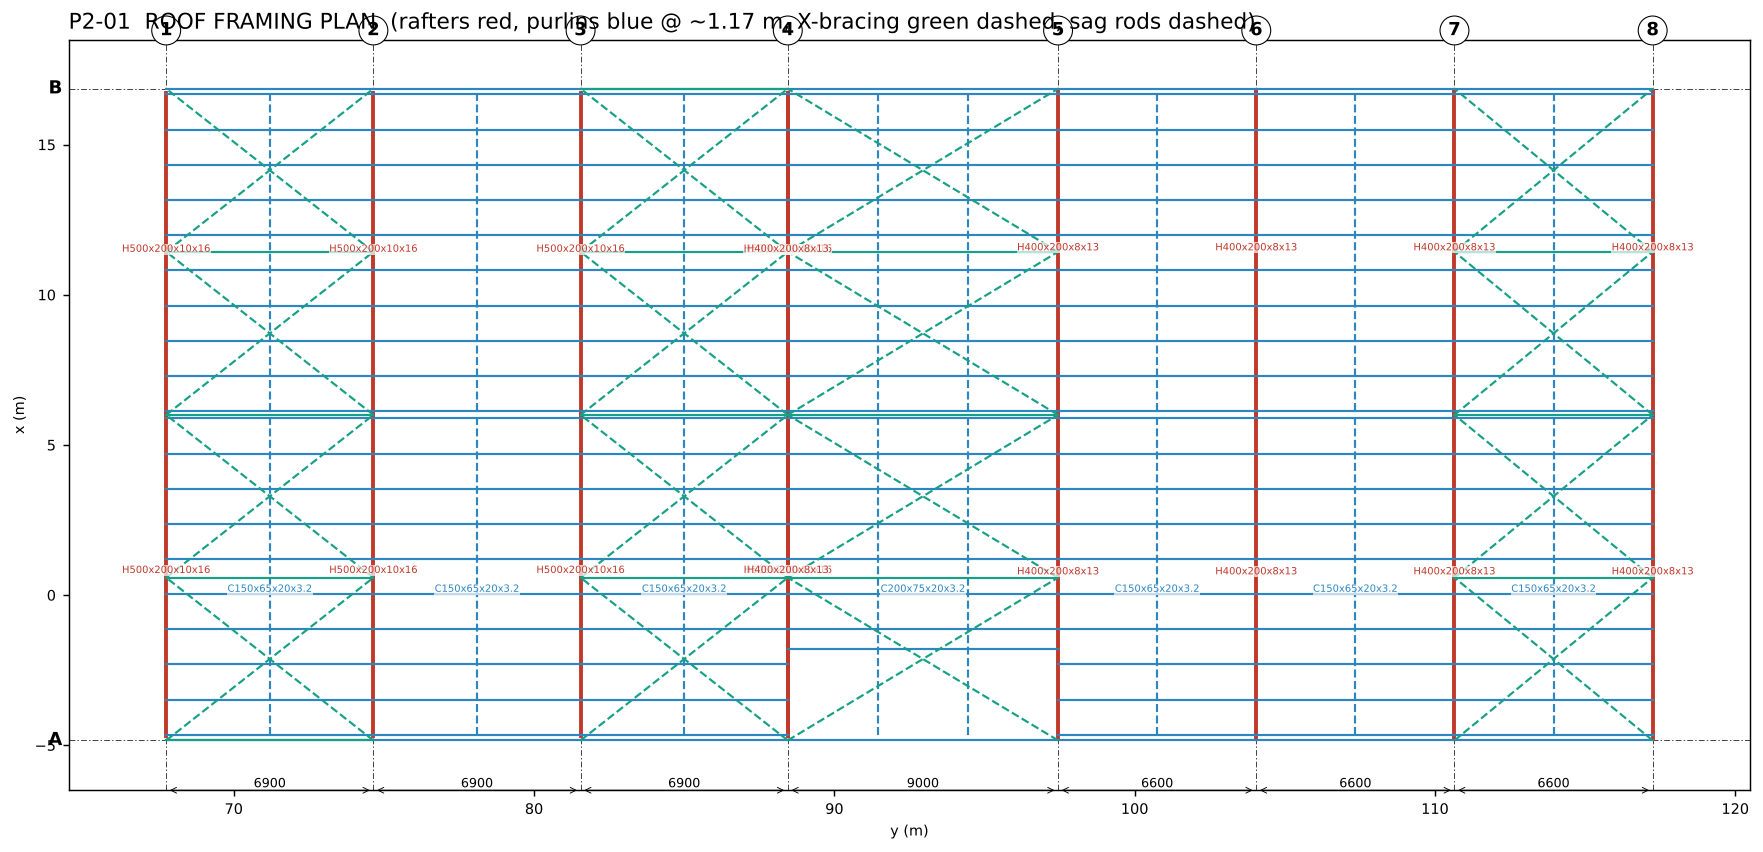 P2-01 ROOF FRAMING PLAN (rafters red, purlins blue @ ~1.17 m, X-bracing green dashed, sag rods dashed)
1 2 3 4 5 6 7 8
B
15
H500x200x10x16 H500x200x10x16 H500x200x10x16 H400x200x8x13 H400x200x8x13 H400x200x8x13 H400x200x8x13 H400x200x8x13
10
x (m)
5
H500x200x10x16 H500x200x10x16 H500x200x10x16 H400x200x8x13 H400x200x8x13 H400x200x8x13 H400x200x8x13 H400x200x8x13
C150x65x20x3.2 C150x65x20x3.2 C150x65x20x3.2 C200x75x20x3.2 C150x65x20x3.2 C150x65x20x3.2 C150x65x20x3.2
0
A
−5
6900 6900 6900 9000 6600 6600 6600
70 80 90 100 110 120
y (m)